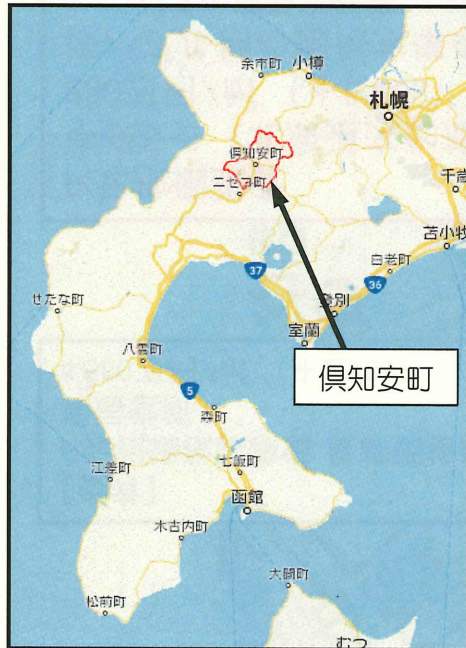 余市町
小樽
札幌
倶知安町
ニセコ町
千歳
苫小牧
白老町
37
36
登別
せたな町
室蘭
八雲町
倶知安町
5
森町
江差町
七飯町
函館
木古内町
大間町
松前町
むつ